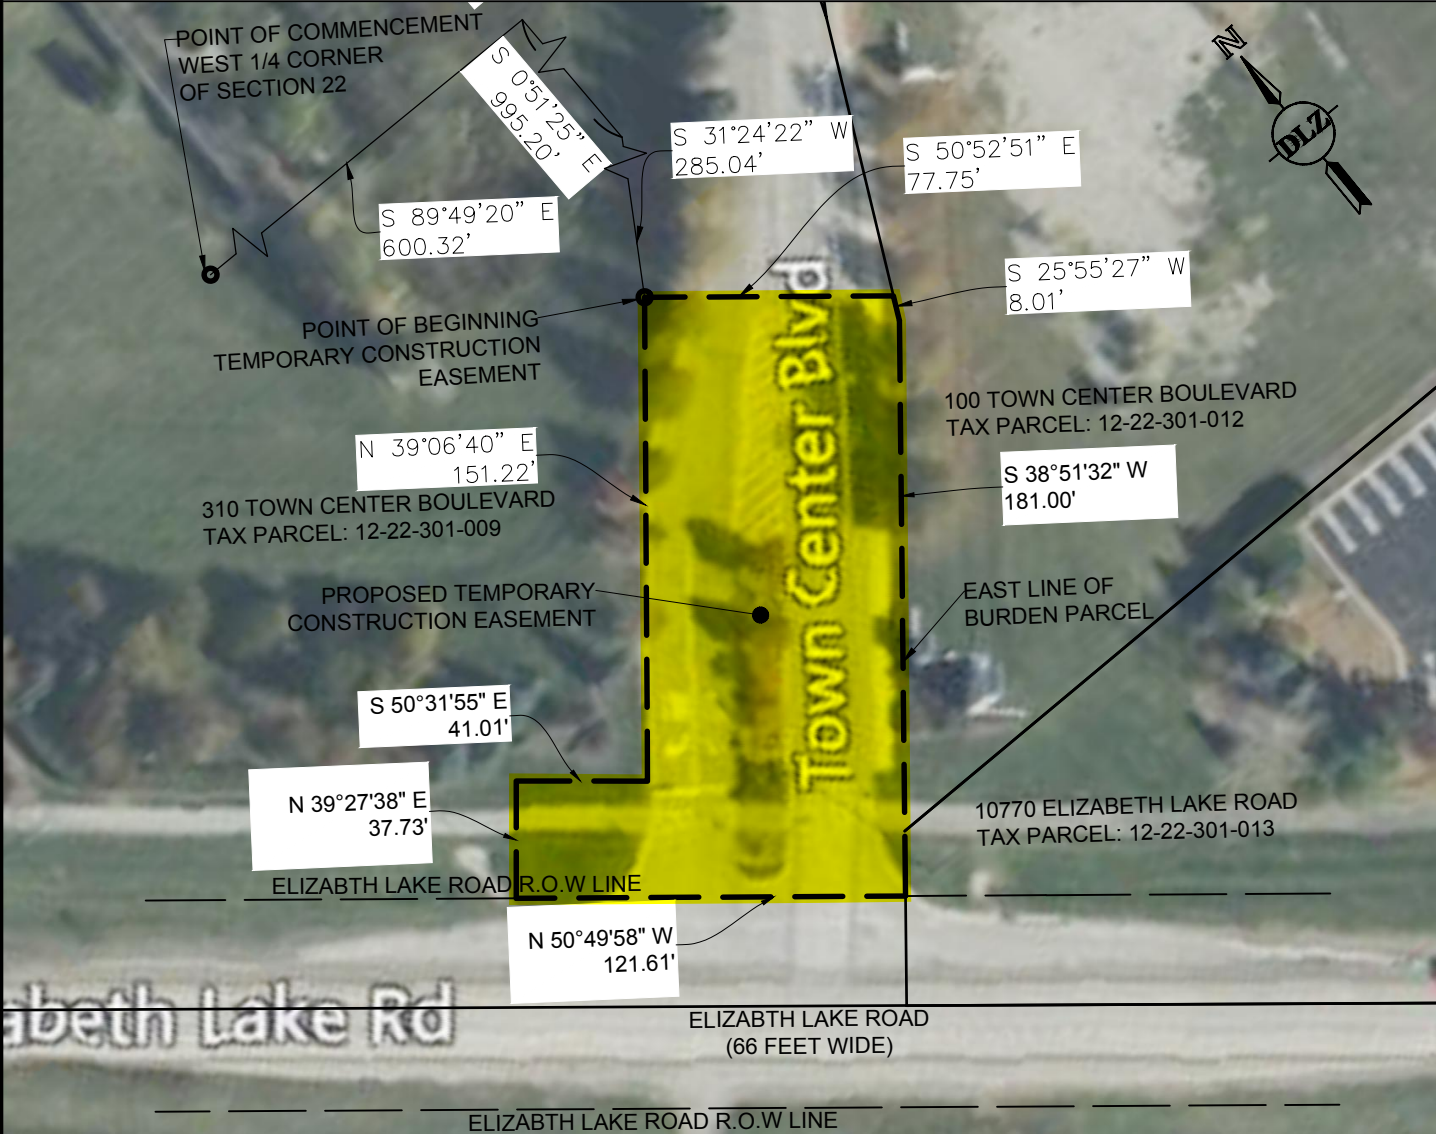 POINT OF COMMENCEMENT
WEST 1/4 CORNER
OF SECTION 22
S 0°51'25" E
995.20'
S 31°24'22" W
285.04'
S 50°52'51" E
77.75'
N
DLZ
S 89°49'20" E
600.32'
S 25°55'27" W
8.01'
POINT OF BEGINNING
TEMPORARY CONSTRUCTION
EASEMENT
Town Center Blvd
100 TOWN CENTER BOULEVARD
TAX PARCEL: 12-22-301-012
N 39°06'40" E
151.22'
S 38°51'32" W
181.00'
310 TOWN CENTER BOULEVARD
TAX PARCEL: 12-22-301-009
PROPOSED TEMPORARY
CONSTRUCTION EASEMENT
EAST LINE OF
BURDEN PARCEL
S 50°31'55" E
41.01'
N 39°27'38" E
37.73'
10770 ELIZABETH LAKE ROAD
TAX PARCEL: 12-22-301-013
ELIZABTH LAKE ROAD R.O.W LINE
N 50°49'58" W
121.61'
abeth Lake Rd
ELIZABTH LAKE ROAD
(66 FEET WIDE)
ELIZABTH LAKE ROAD R.O.W LINE